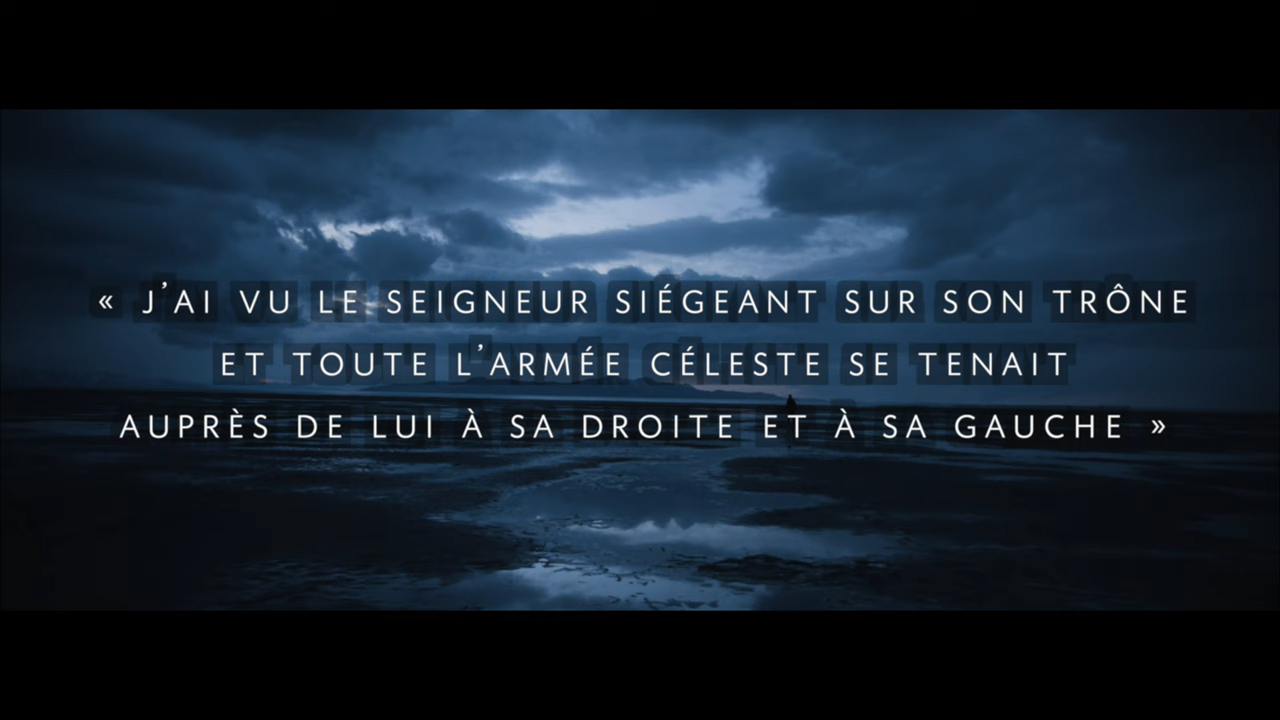 « J’AI VU LE SEIGNEUR SIÉGEANT SUR SON TRÔNE
ET TOUTE L’ARMÉE CÉLESTE SE TENAIT
AUPRÈS DE LUI À SA DROITE ET À SA GAUCHE »